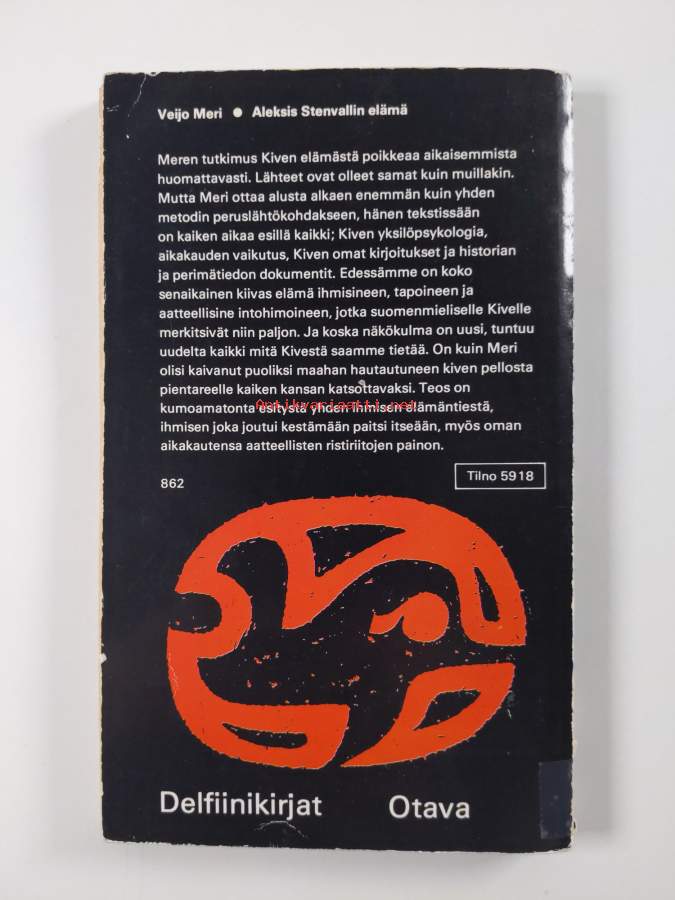 Veijo Meri ● Aleksis Stenvallin elämä
Meren tutkimus Kiven elämästä poikkeaa aikaisemmista
huomattavasti. Lähteet ovat olleet samat kuin muillakin.
Mutta Meri ottaa alusta alkaen enemmän kuin yhden
metodin peruslähtökohdakseen, hänen tekstissään
on kaiken aikaa esillä kaikki; Kiven yksilöpsykologia,
aikakauden vaikutus, Kiven omat kirjoitukset ja historian
ja perimätiedon dokumentit. Edessämme on koko
senaikainen kiivas elämä ihmisineen, tapoineen ja
aatteellisine intohimoineen, jotka suomenmieliselle Kivelle
merkitsivät niin paljon. Ja koska näkökulma on uusi, tuntuu
uudelta kaikki mitä Kivestä saamme tietää. On kuin Meri
olisi kaivanut puoliksi maahan hautautuneen kiven pellosta
pientareelle kaiken kansan katsottavaksi. Teos on
kumoamatonta esitystä yhden ihmisen elämäntiestä,
Antikvariaatti.net
ihmisen joka joutui kestämään paitsi itseään, myös oman
aikakautensa aatteellisten ristiriitojen painon.
862
Tilno 5918
Delfiinikirjat Otava